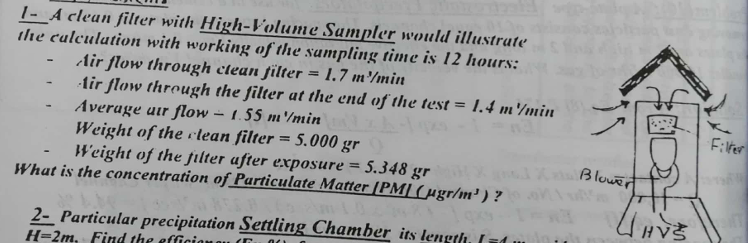 1- A clean filter with High-Volume Sampler would illustrate
the calculation with working of the sampling time is 12 hours:
- Air flow through clean filter = 1.7 m³/min
- Air flow through the filter at the end of the test = 1.4 m³/min
- Average air flow = 1.55 m³/min
Weight of the clean filter = 5.000 gr
- Weight of the filter after exposure = 5.348 gr
What is the concentration of Particulate Matter [PM] (µgr/m³) ?
Filter
Blower
HVS
2- Particular precipitation Settling Chamber its length, L=4
H=2m. Find the efficiency